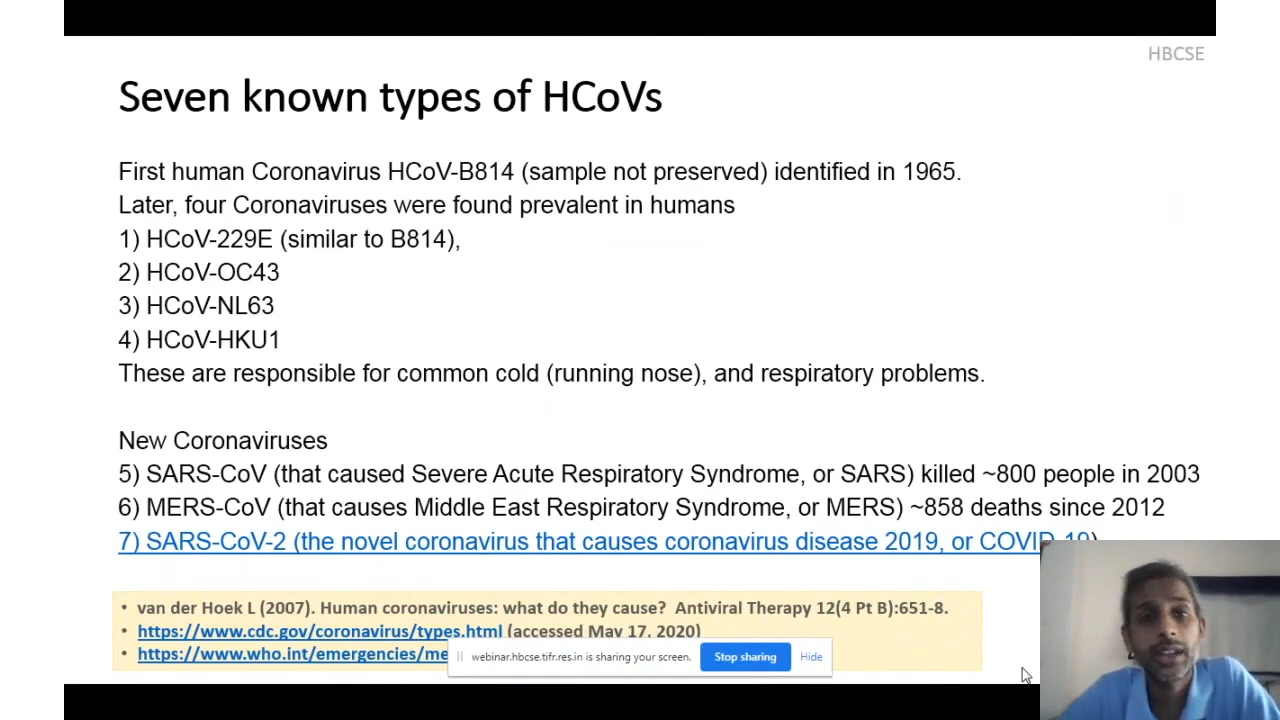 HBCSE
Seven known types of HCoVs
First human Coronavirus HCoV-B814 (sample not preserved) identified in 1965.
Later, four Coronaviruses were found prevalent in humans
1) HCoV-229E (similar to B814),
2) HCoV-OC43
3) HCoV-NL63
4) HCoV-HKU1
These are responsible for common cold (running nose), and respiratory problems.
New Coronaviruses
5) SARS-CoV (that caused Severe Acute Respiratory Syndrome, or SARS) killed ~800 people in 2003
6) MERS-CoV (that causes Middle East Respiratory Syndrome, or MERS) ~858 deaths since 2012
7) SARS-CoV-2 (the novel coronavirus that causes coronavirus disease 2019, or COVID-19)
• van der Hoek L (2007). Human coronaviruses: what do they cause? Antiviral Therapy 12(4 Pt B):651-8.
• https://www.cdc.gov/coronavirus/types.html (accessed May 17, 2020)
• https://www.who.int/emergencies/me
webinar.hbcse.tifr.res.in is sharing your screen. Stop sharing Hide